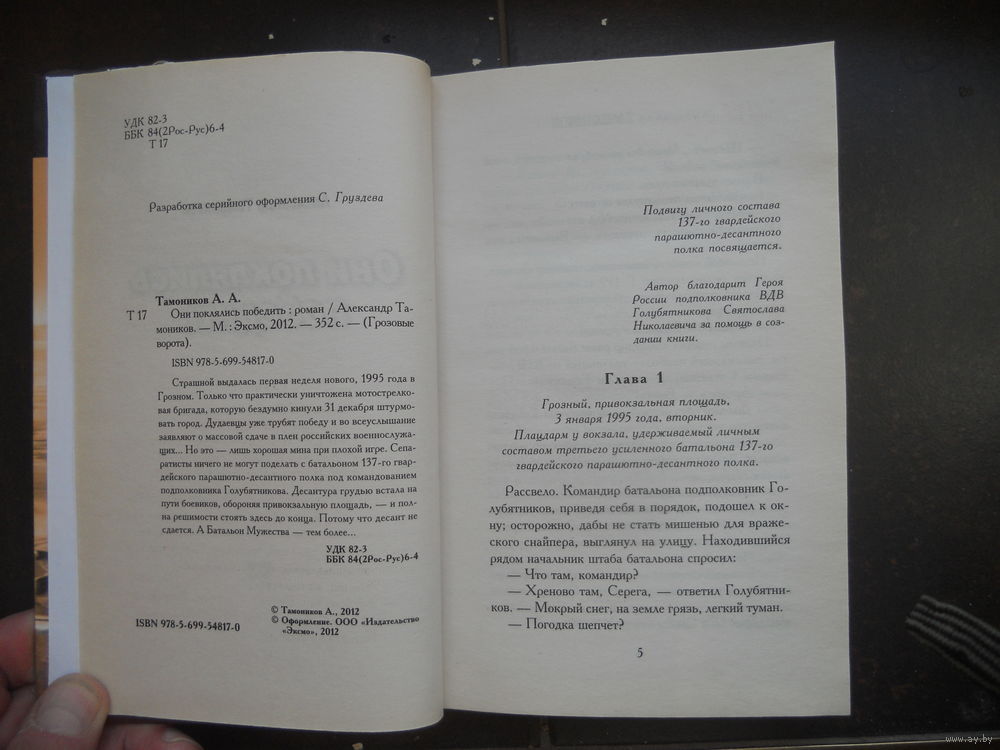 УДК 82-3
ББК 84(2Рос-Рус)6-4
Т 17
Разработка серийного оформления С. Груздева
Тамоников А. А.
Т 17 Они поклялись победить : роман / Александр Та-
моников. — М. : Эксмо, 2012. — 352 с. — (Грозовые
ворота).
ISBN 978-5-699-54817-0
Страшной выдалась первая неделя нового, 1995 года в
Грозном. Только что практически уничтожена мотострелко-
вая бригада, которую бездумно кинули 31 декабря штурмо-
вать город. Дудаевцы уже трубят победу и во всеуслышание
заявляют о массовой сдаче в плен российских военнослужа-
щих... Но это — лишь хорошая мина при плохой игре. Сепа-
ратисты ничего не могут поделать с батальоном 137-го гвар-
дейского парашютно-десантного полка под командованием
подполковника Голубятникова. Десантура грудью встала на
пути боевиков, обороняя привокзальную площадь, — и пол-
на решимости стоять здесь до конца. Потому что десант не
сдается. А Батальон Мужества — тем более...
УДК 82-3
ББК 84(2Рос-Рус)6-4
© Тамоников А., 2012
© Оформление. ООО «Издательство
«Эксмо», 2012
ISBN 978-5-699-54817-0
Подвигу личного состава
137-го гвардейского
парашютно-десантного
полка посвящается.
Автор благодарит Героя
России подполковника ВДВ
Голубятникова Святослава
Николаевича за помощь в соз-
дании книги.
Глава 1
Грозный, привокзальная площадь,
3 января 1995 года, вторник.
Плацдарм у вокзала, удерживаемый личным
составом третьего усиленного батальона 137-го
гвардейского парашютно-десантного полка.
Рассвело. Командир батальона подполковник Го-
лубятников, приведя себя в порядок, подошел к ок-
ну; осторожно, дабы не стать мишенью для враже-
ского снайпера, выглянул на улицу. Находившийся
рядом начальник штаба батальона спросил:
— Что там, командир?
— Хреново там, Серега, — ответил Голубятни-
ков. — Мокрый снег, на земле грязь, легкий туман.
— Погодка шепчет?
5
www.ay.by